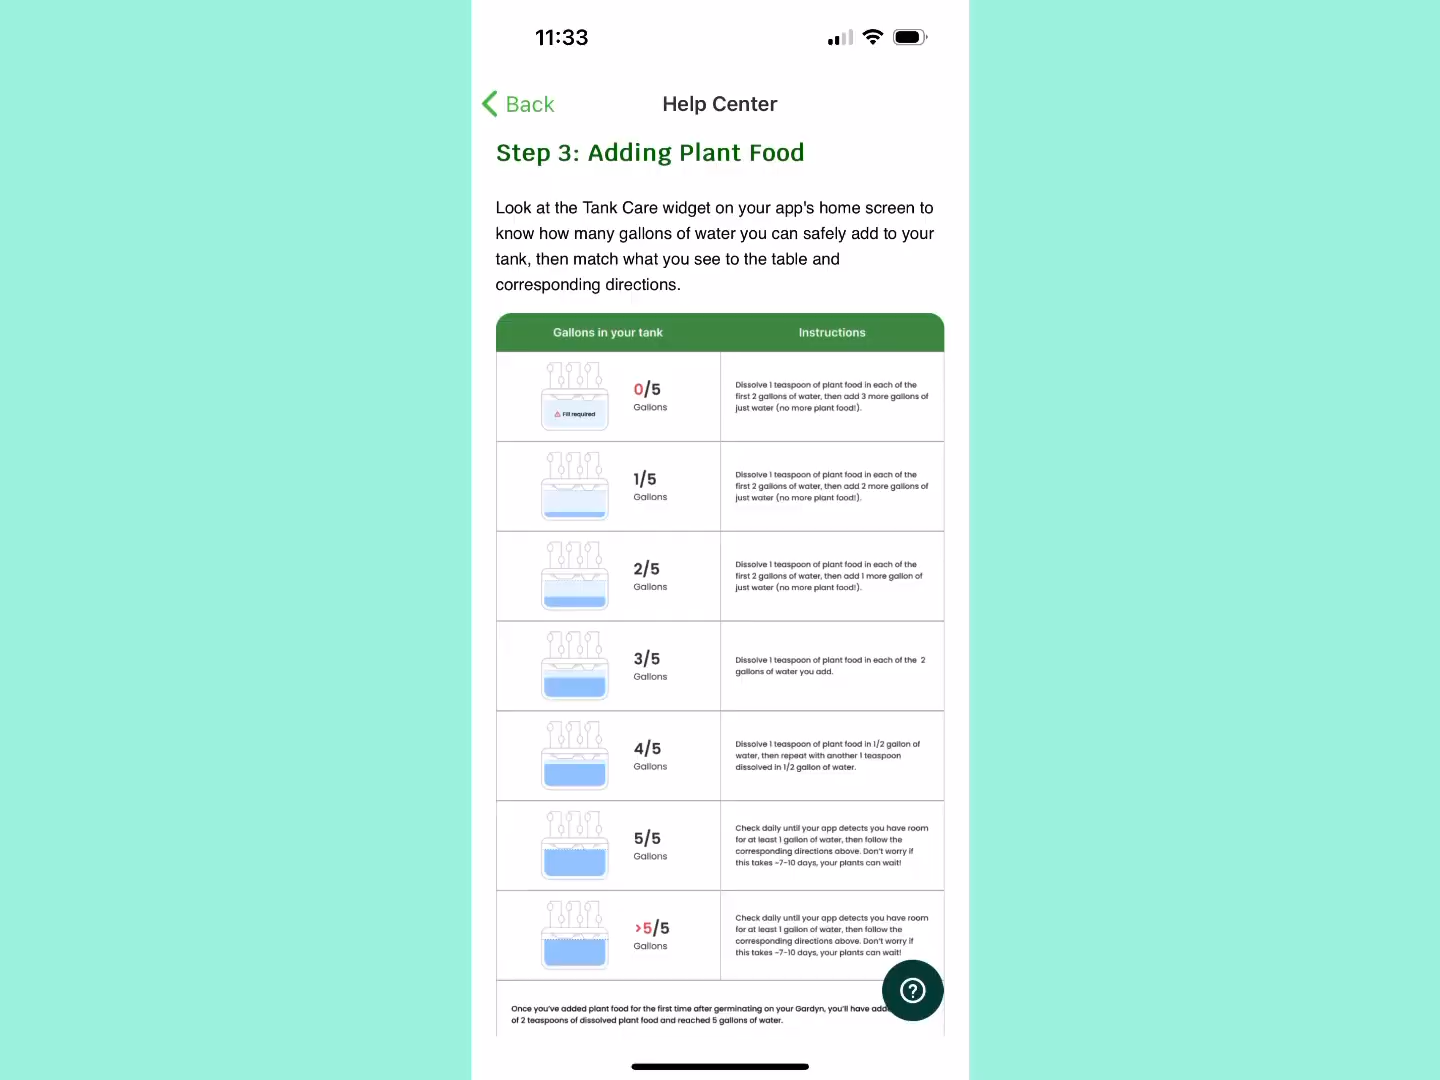 11:33
Back
Help Center
Step 3: Adding Plant Food
Look at the Tank Care widget on your app's home screen to
know how many gallons of water you can safely add to your
tank, then match what you see to the table and
corresponding directions.
Gallons in your tank
Instructions
Fill required
0/5
Gallons
Dissolve 1 teaspoon of plant food in each of the
first 2 gallons of water, then add 3 more gallons of
just water (no more plant food!).
1/5
Gallons
Dissolve 1 teaspoon of plant food in each of the
first 2 gallons of water, then add 2 more gallons of
just water (no more plant food!).
2/5
Gallons
Dissolve 1 teaspoon of plant food in each of the
first 2 gallons of water, then add 1 more gallon of
just water (no more plant food!).
3/5
Gallons
Dissolve 1 teaspoon of plant food in each of the 2
gallons of water you add.
4/5
Gallons
Dissolve 1 teaspoon of plant food in 1/2 gallon of
water, then repeat with another 1 teaspoon
dissolved in 1/2 gallon of water.
5/5
Gallons
Check daily until your app detects you have room
for at least 1 gallon of water, then follow the
corresponding directions above. Don't worry if
this takes ~7-10 days, your plants can wait!
>5/5
Gallons
Check daily until your app detects you have room
for at least 1 gallon of water, then follow the
corresponding directions above. Don't worry if
this takes ~7-10 days, your plants can wait!
Once you've added plant food for the first time after germinating on your Gardyn, you'll have
of 2 teaspoons of dissolved plant food and reached 5 gallons of water.